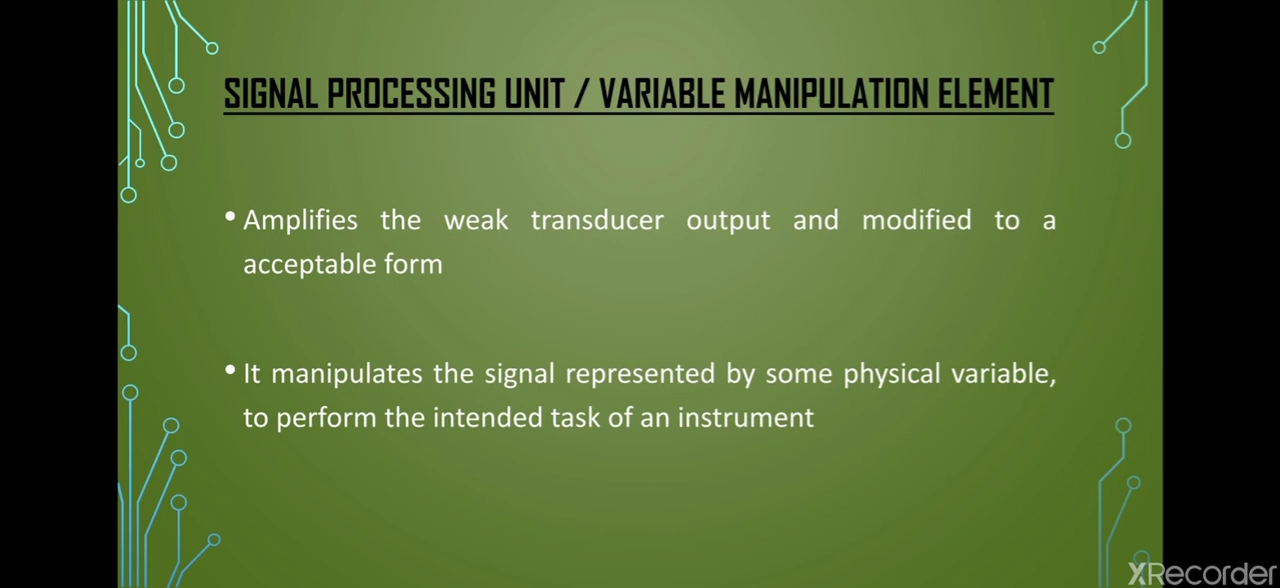 SIGNAL PROCESSING UNIT / VARIABLE MANIPULATION ELEMENT
• Amplifies the weak transducer output and modified to a
acceptable form
• It manipulates the signal represented by some physical variable,
to perform the intended task of an instrument
XRecorder